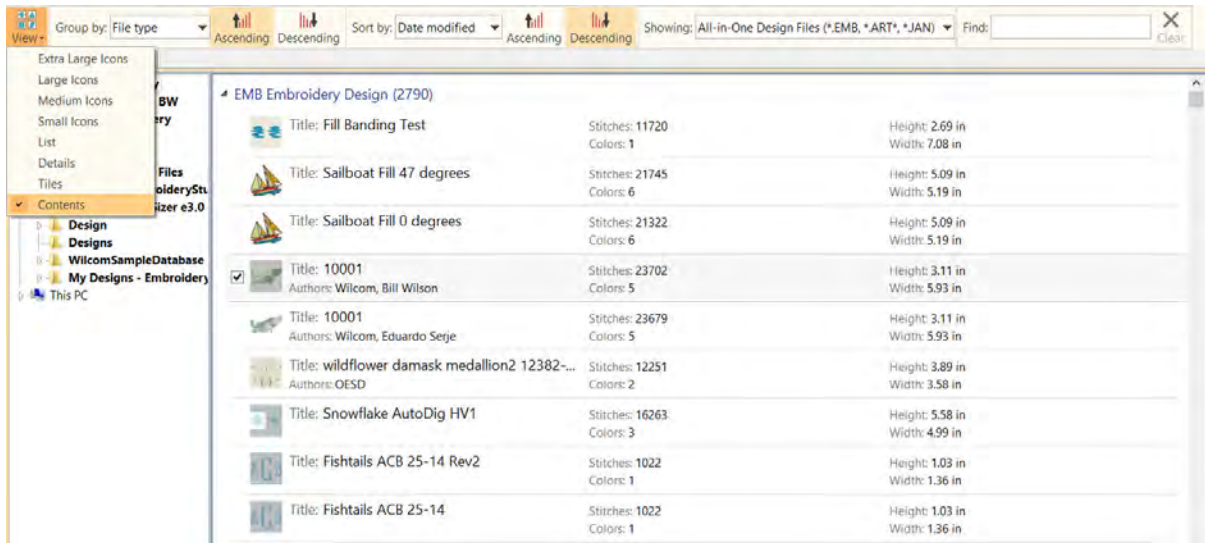 View
Group by: File type
Ascending
Descending
Sort by: Date modified
Ascending
Descending
Showing: All-in-One Design Files (*.EMB, *.ART*, *.JAN)
Find:
Clear
Extra Large Icons
Large Icons
Medium Icons
Small Icons
List
Details
Tiles
Contents
BW
ery
Files
oiderySt
Sizer e3.0
Design
Designs
WilcomSampleDatabase
My Designs - Embroidery
This PC
EMB Embroidery Design (2790)
Title: Fill Banding Test
Stitches: 11720
Colors: 1
Height: 2.69 in
Width: 7.08 in
Title: Sailboat Fill 47 degrees
Stitches: 21745
Colors: 6
Height: 5.09 in
Width: 5.19 in
Title: Sailboat Fill 0 degrees
Stitches: 21322
Colors: 6
Height: 5.09 in
Width: 5.19 in
Title: 10001
Authors: Wilcom, Bill Wilson
Stitches: 23702
Colors: 5
Height: 3.11 in
Width: 5.93 in
Title: 10001
Authors: Wilcom, Eduardo Serje
Stitches: 23679
Colors: 5
Height: 3.11 in
Width: 5.93 in
Title: wildflower damask medallion2 12382-...
Authors: OESD
Stitches: 12251
Colors: 2
Height: 3.89 in
Width: 3.58 in
Title: Snowflake AutoDig HV1
Stitches: 16263
Colors: 3
Height: 5.58 in
Width: 4.99 in
Title: Fishtails ACB 25-14 Rev2
Stitches: 1022
Colors: 1
Height: 1.03 in
Width: 1.36 in
Title: Fishtails ACB 25-14
Stitches: 1022
Colors: 1
Height: 1.03 in
Width: 1.36 in